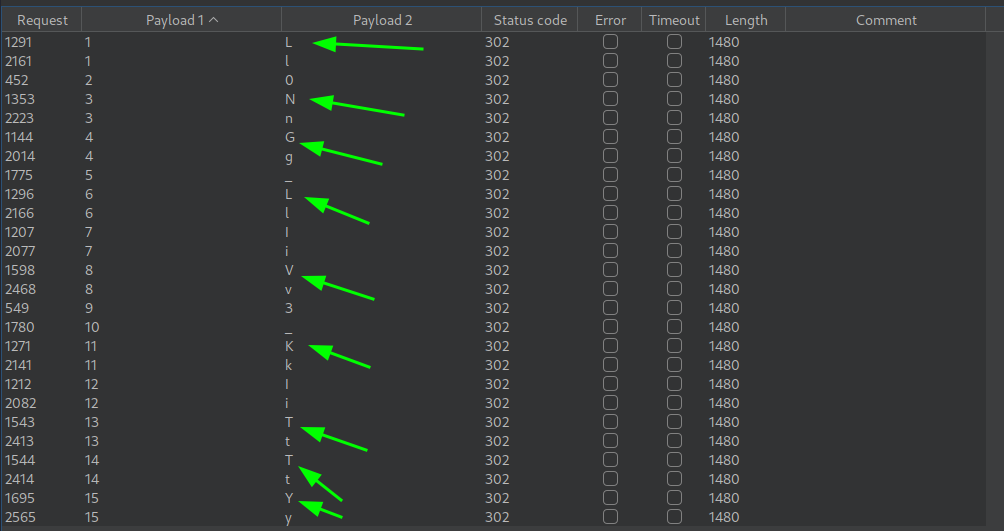 Request Payload 1 Payload 2 Status code Error Timeout Length Comment
1291 1 L 302 1480
2161 1 l 302 1480
452 2 0 302 1480
1353 3 N 302 1480
2223 3 n 302 1480
1144 4 G 302 1480
2014 4 g 302 1480
1775 5 _ 302 1480
1296 6 L 302 1480
2166 6 l 302 1480
1207 7 I 302 1480
2077 7 i 302 1480
1598 8 V 302 1480
2468 8 v 302 1480
549 9 3 302 1480
1780 10 _ 302 1480
1271 11 K 302 1480
2141 11 k 302 1480
1212 12 I 302 1480
2082 12 i 302 1480
1543 13 T 302 1480
2413 13 t 302 1480
1544 14 T 302 1480
2414 14 t 302 1480
1695 15 Y 302 1480
2565 15 y 302 1480